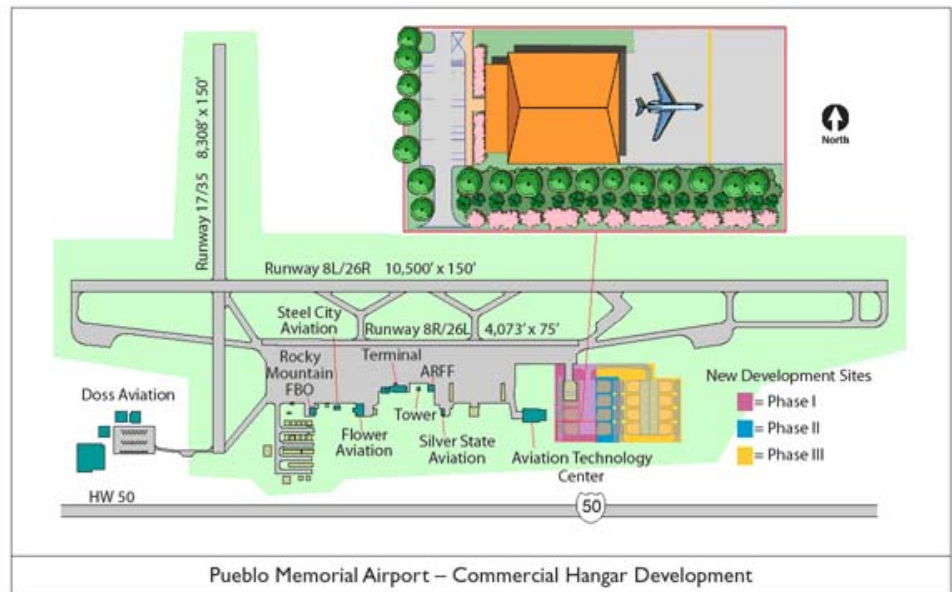 Runway 17/35 8,308' x 150'
North
Runway 8L/26R 10,500' x 150'
Steel City
Aviation
Runway 8R/26L 4,073' x 75'
Rocky
Mountain
FBO
Terminal
ARFF
Tower
Doss Aviation
Flower
Aviation
Silver State
Aviation
Aviation Technology
Center
New Development Sites
= Phase I
= Phase II
= Phase III
HW 50
50
Pueblo Memorial Airport – Commercial Hangar Development